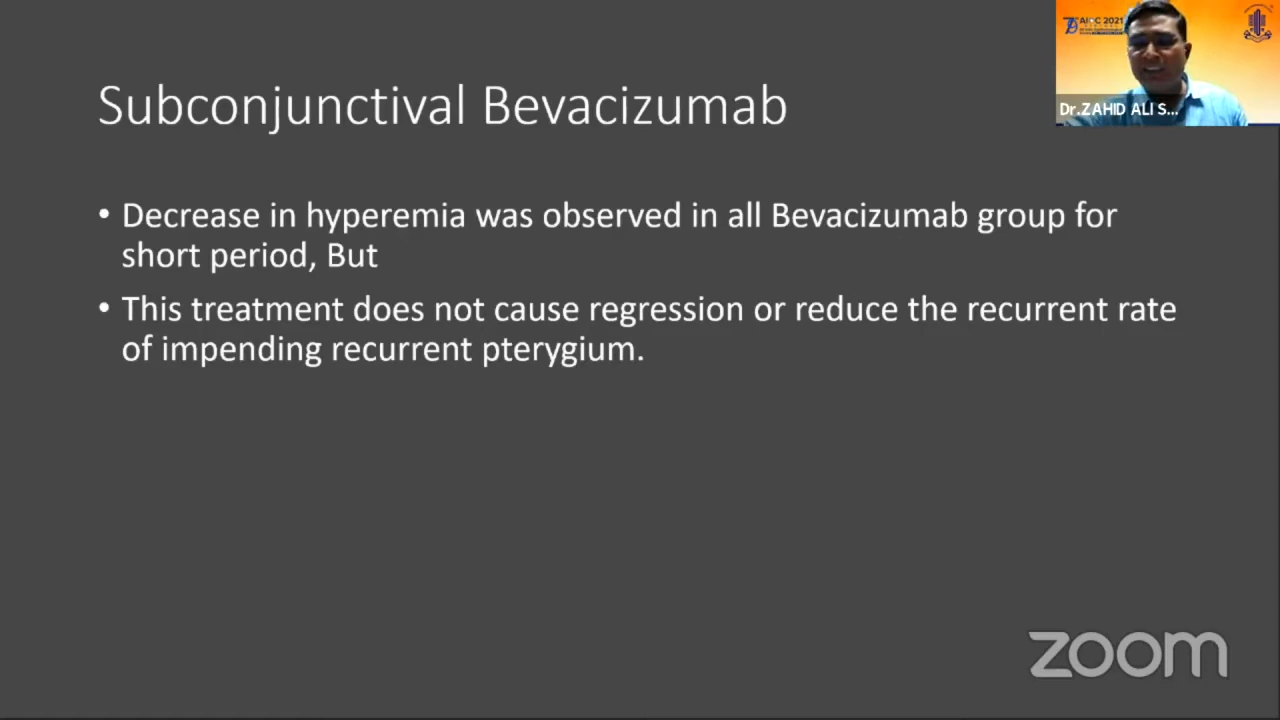 Subconjunctival Bevacizumab
• Decrease in hyperemia was observed in all Bevacizumab group for
short period, But
• This treatment does not cause regression or reduce the recurrent rate
of impending recurrent pterygium.
AIOC 2021
Dr.ZAHID ALI S...
zoom